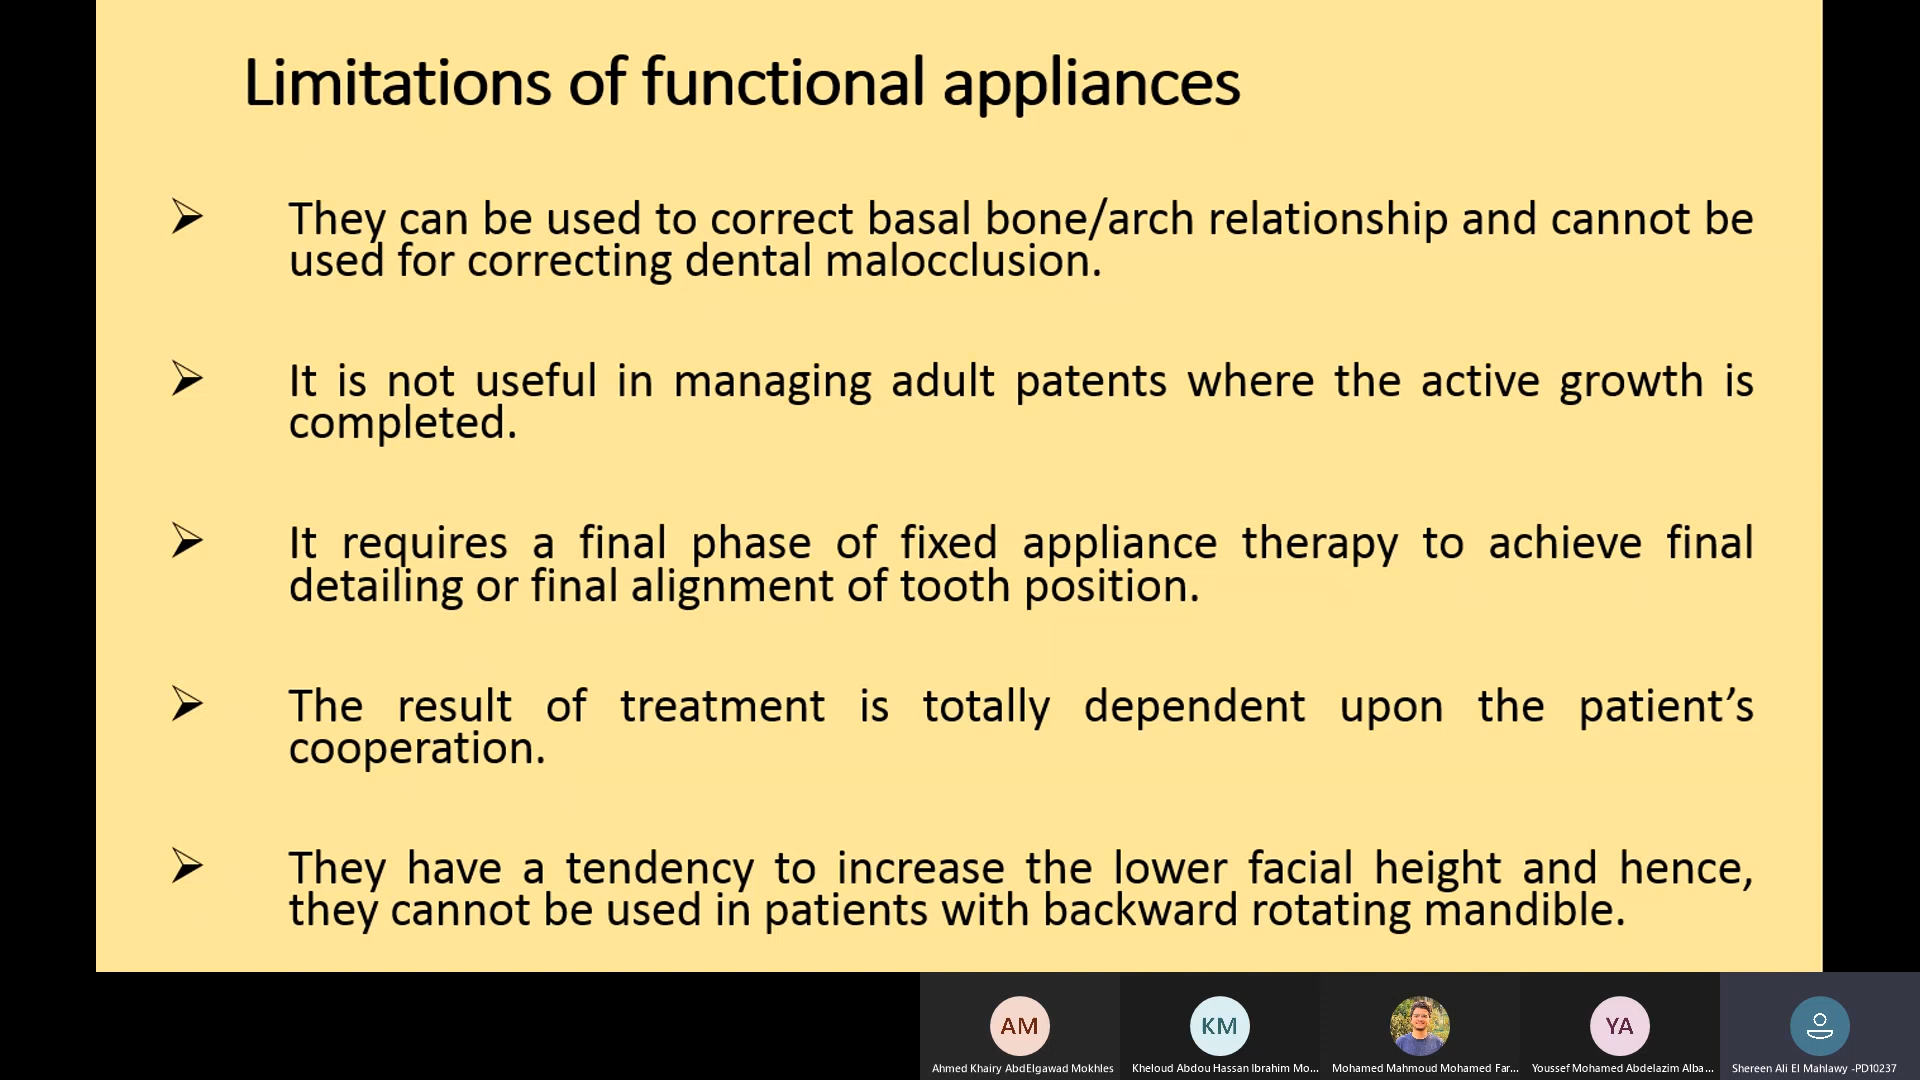 Limitations of functional appliances
They can be used to correct basal bone/arch relationship and cannot be
used for correcting dental malocclusion.
It is not useful in managing adult patents where the active growth is
completed.
It requires a final phase of fixed appliance therapy to achieve final
detailing or final alignment of tooth position.
The result of treatment is totally dependent upon the patient’s
cooperation.
They have a tendency to increase the lower facial height and hence,
they cannot be used in patients with backward rotating mandible.
AM
KM
YA
Ahmed Khairy AbdElgawad Mokhles
Kheloud Abdou Hassan Ibrahim Mo...
Mohamed Mahmoud Mohamed Far...
Youssef Mohamed Abdelazim Alba...
Shereen Ali El Mahlawy -PD10237